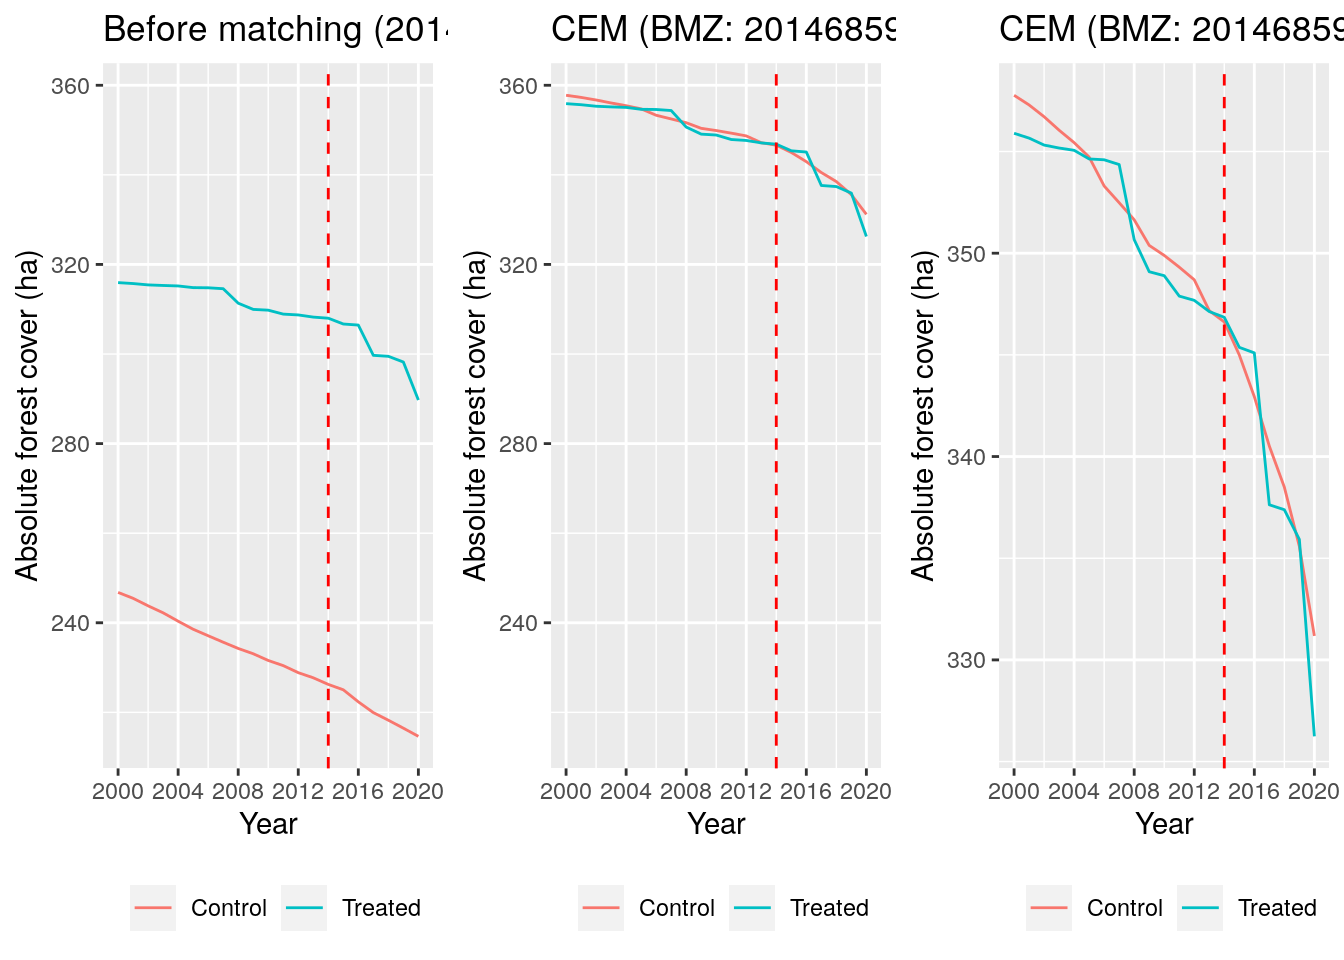 Before matching (201
CEM (BMZ: 20146859
CEM (BMZ: 20146859
Absolute forest cover (ha)
360
320
280
240
2000 2004 2008 2012 2016 2020
Year
Control Treated
Absolute forest cover (ha)
360
320
280
240
2000 2004 2008 2012 2016 2020
Year
Control Treated
Absolute forest cover (ha)
350
340
330
2000 2004 2008 2012 2016 2020
Year
Control Treated